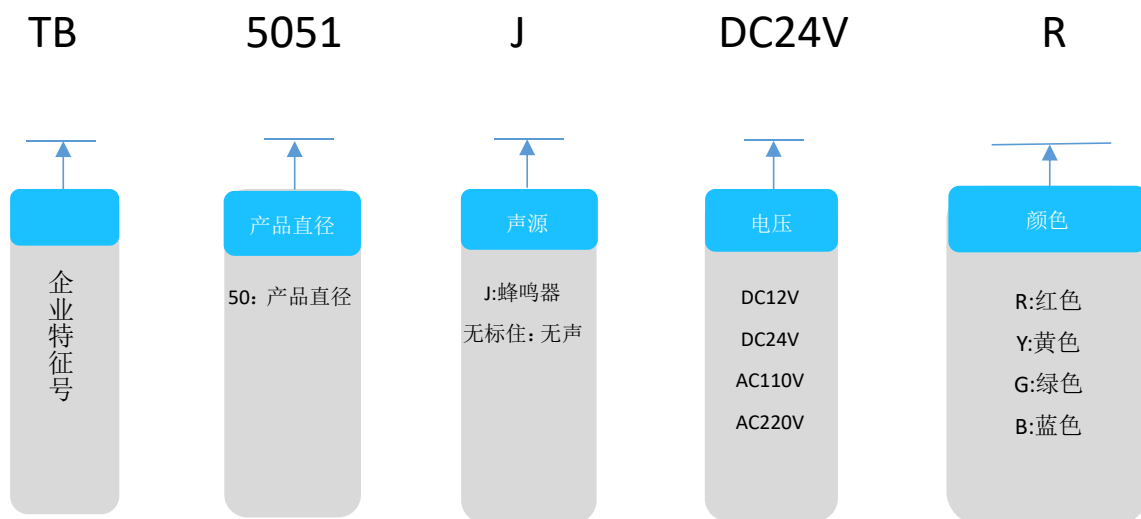 TB 5051 J DC24V R
产品直径 声源 电压 颜色
企业特征号
50：产品直径
J:蜂鸣器
无标住：无声
DC12V
DC24V
AC110V
AC220V
R:红色
Y:黄色
G:绿色
B:蓝色